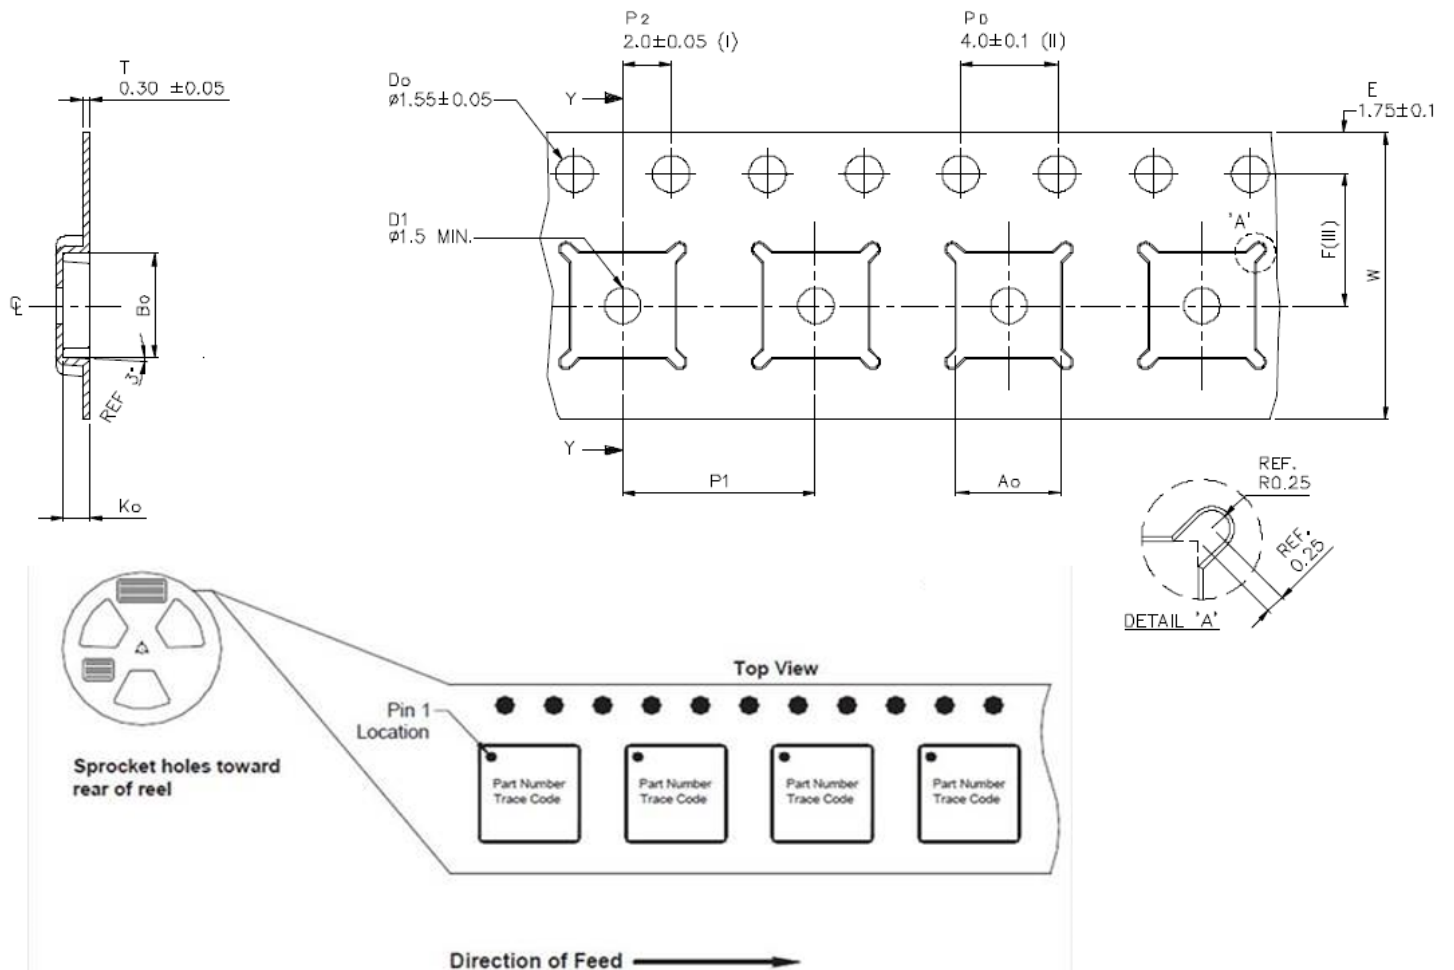 T
0.30 ±0.05
P2
2.0±0.05 (I)
P0
4.0±0.1 (II)
E
1.75±0.1
Do
ø1.55±0.05
Y
D1
ø1.5 MIN.
'A'
F(III)
W
℄
Bo
REF 3°
Ko
Y
P1
Ao
REF.
R0.25
REF.
0.25
DETAIL 'A'
Top View
Pin 1
Location
Sprocket holes toward
rear of reel
Part Number
Trace Code
Part Number
Trace Code
Part Number
Trace Code
Part Number
Trace Code
Direction of Feed